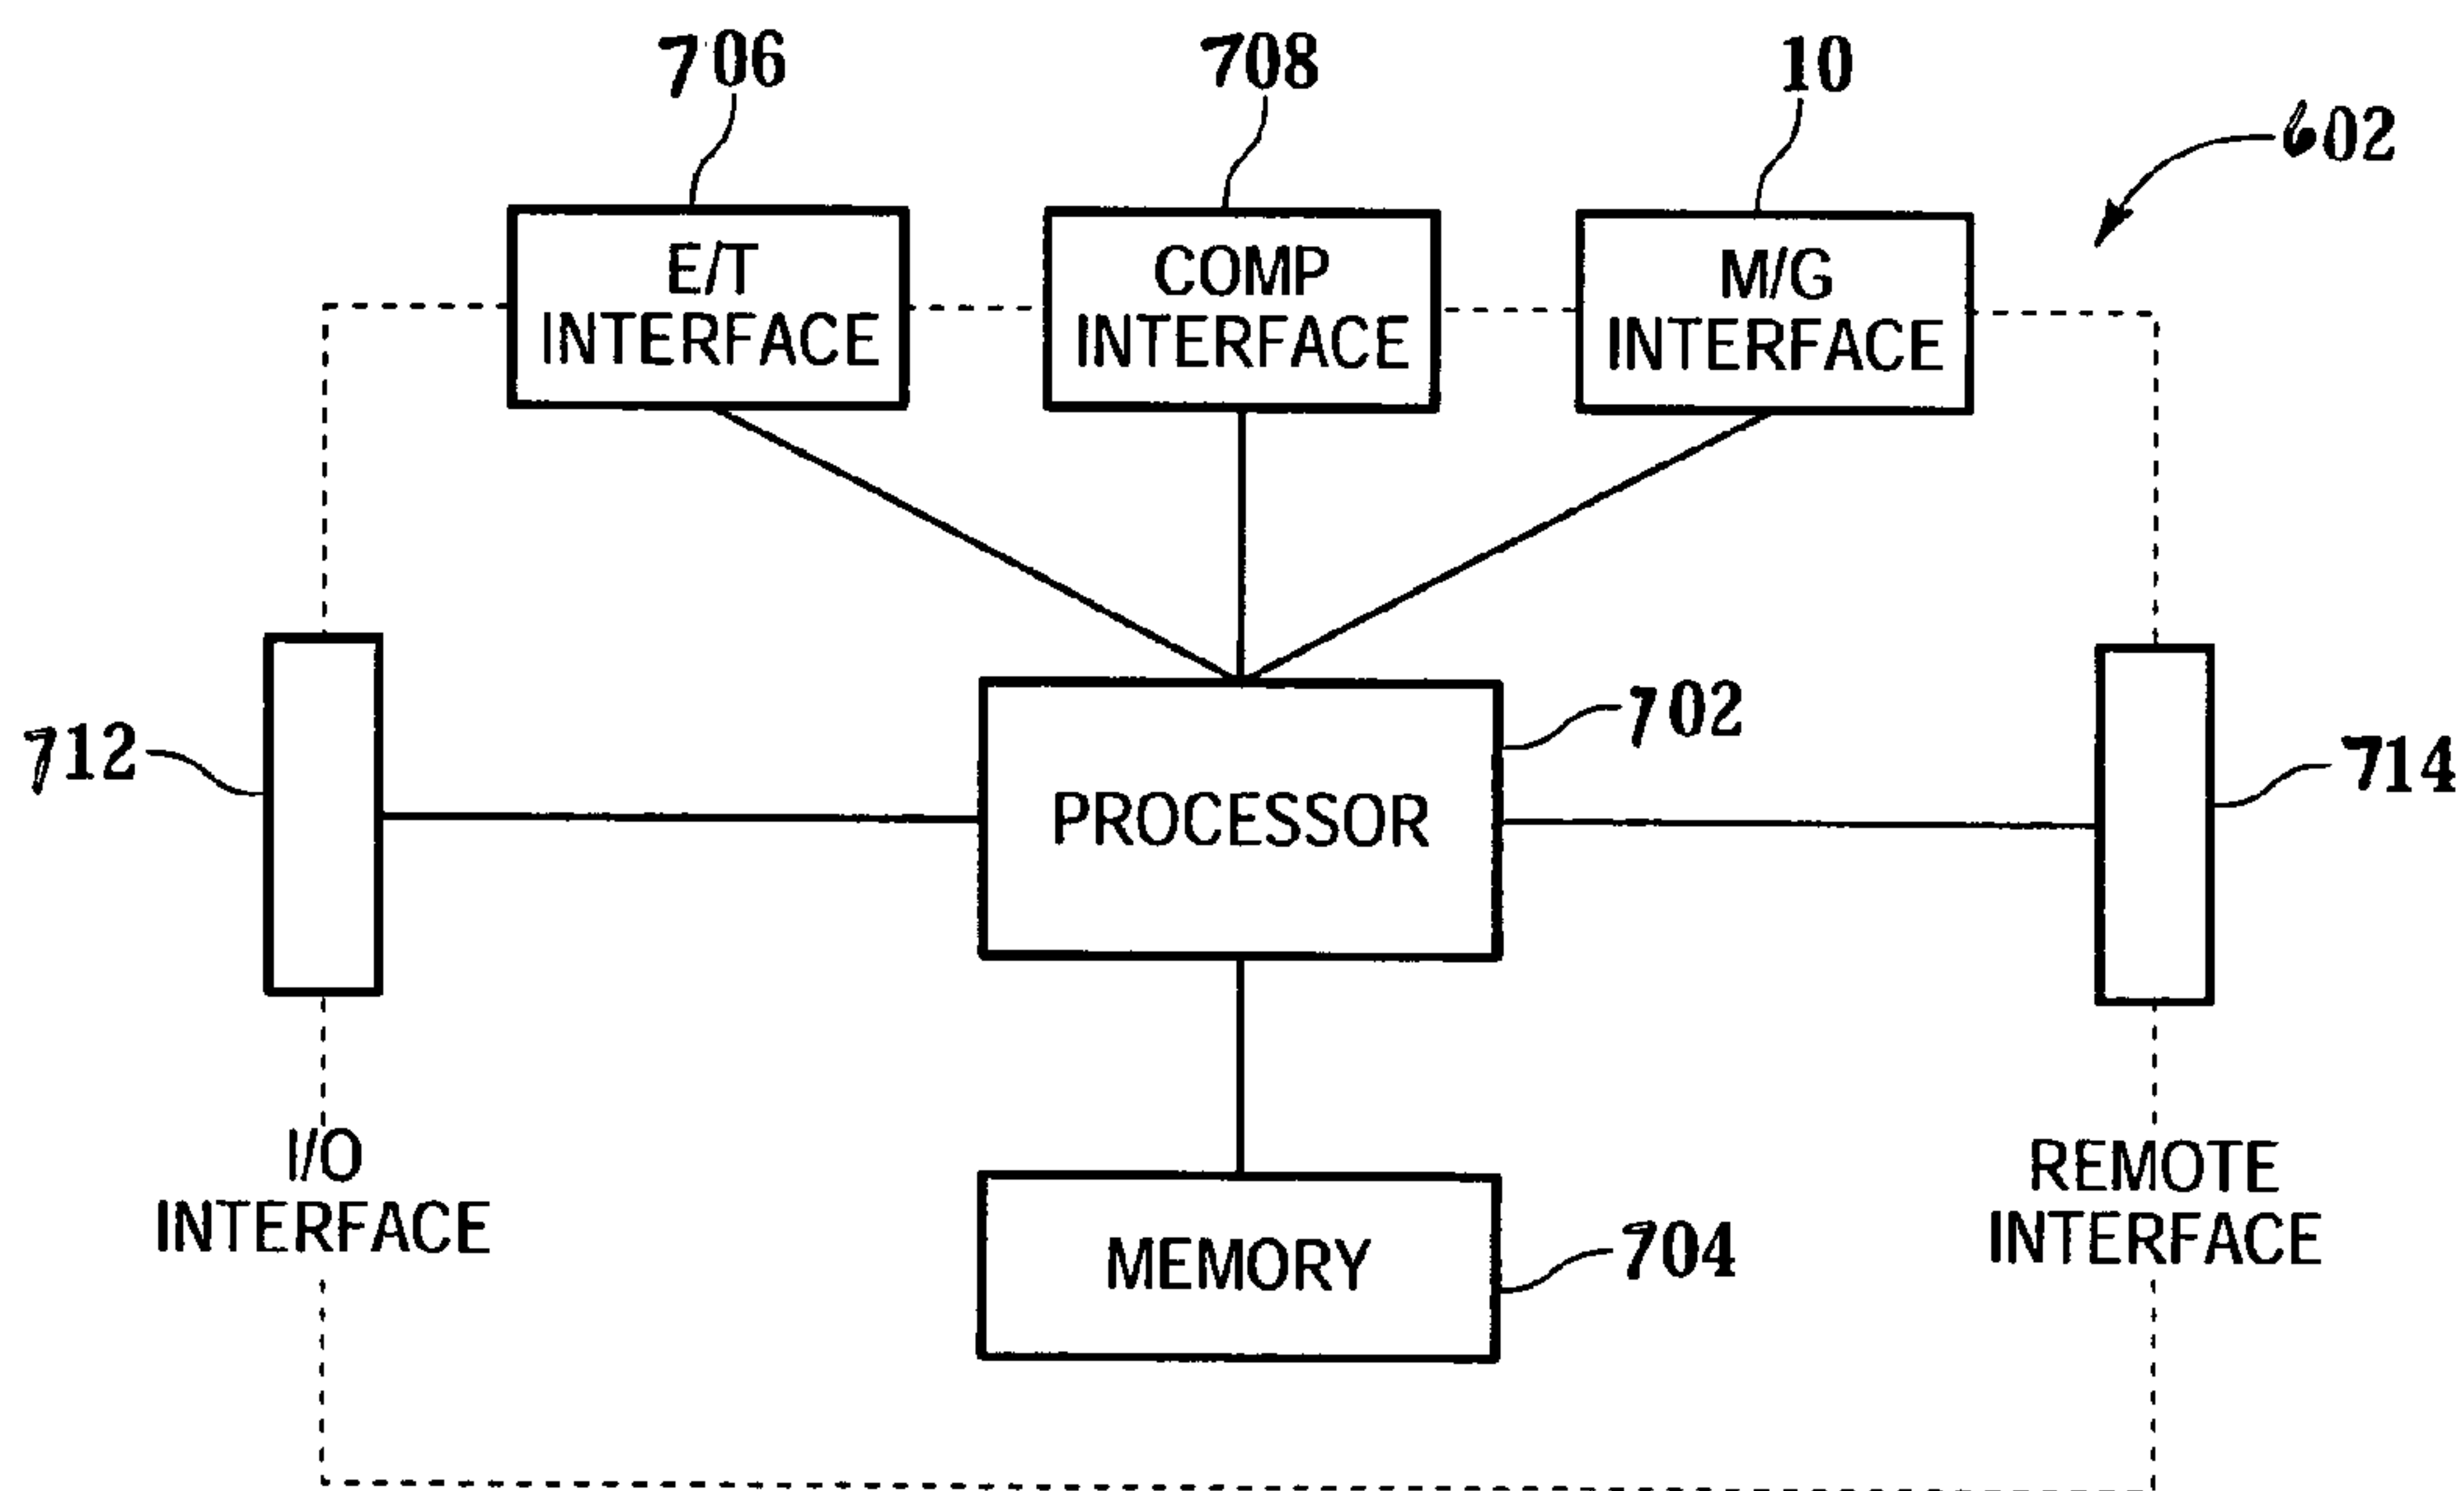 706
708
10
602
E/T
INTERFACE
COMP
INTERFACE
M/G
INTERFACE
712
702
714
PROCESSOR
I/O
INTERFACE
REMOTE
INTERFACE
MEMORY
704